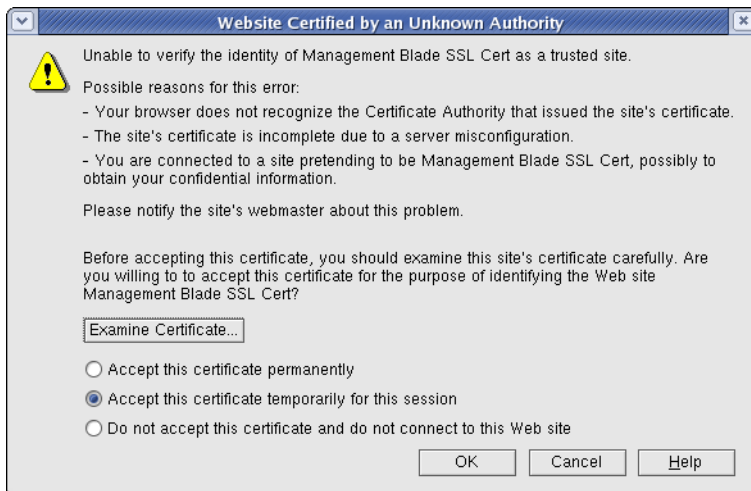 Website Certified by an Unknown Authority
Unable to verify the identity of Management Blade SSL Cert as a trusted site.
Possible reasons for this error:
- Your browser does not recognize the Certificate Authority that issued the site's certificate.
- The site's certificate is incomplete due to a server misconfiguration.
- You are connected to a site pretending to be Management Blade SSL Cert, possibly to
obtain your confidential information.
Please notify the site's webmaster about this problem.
Before accepting this certificate, you should examine this site's certificate carefully. Are
you willing to to accept this certificate for the purpose of identifying the Web site
Management Blade SSL Cert?
Examine Certificate...
Accept this certificate permanently
Accept this certificate temporarily for this session
Do not accept this certificate and do not connect to this Web site
OK Cancel Help